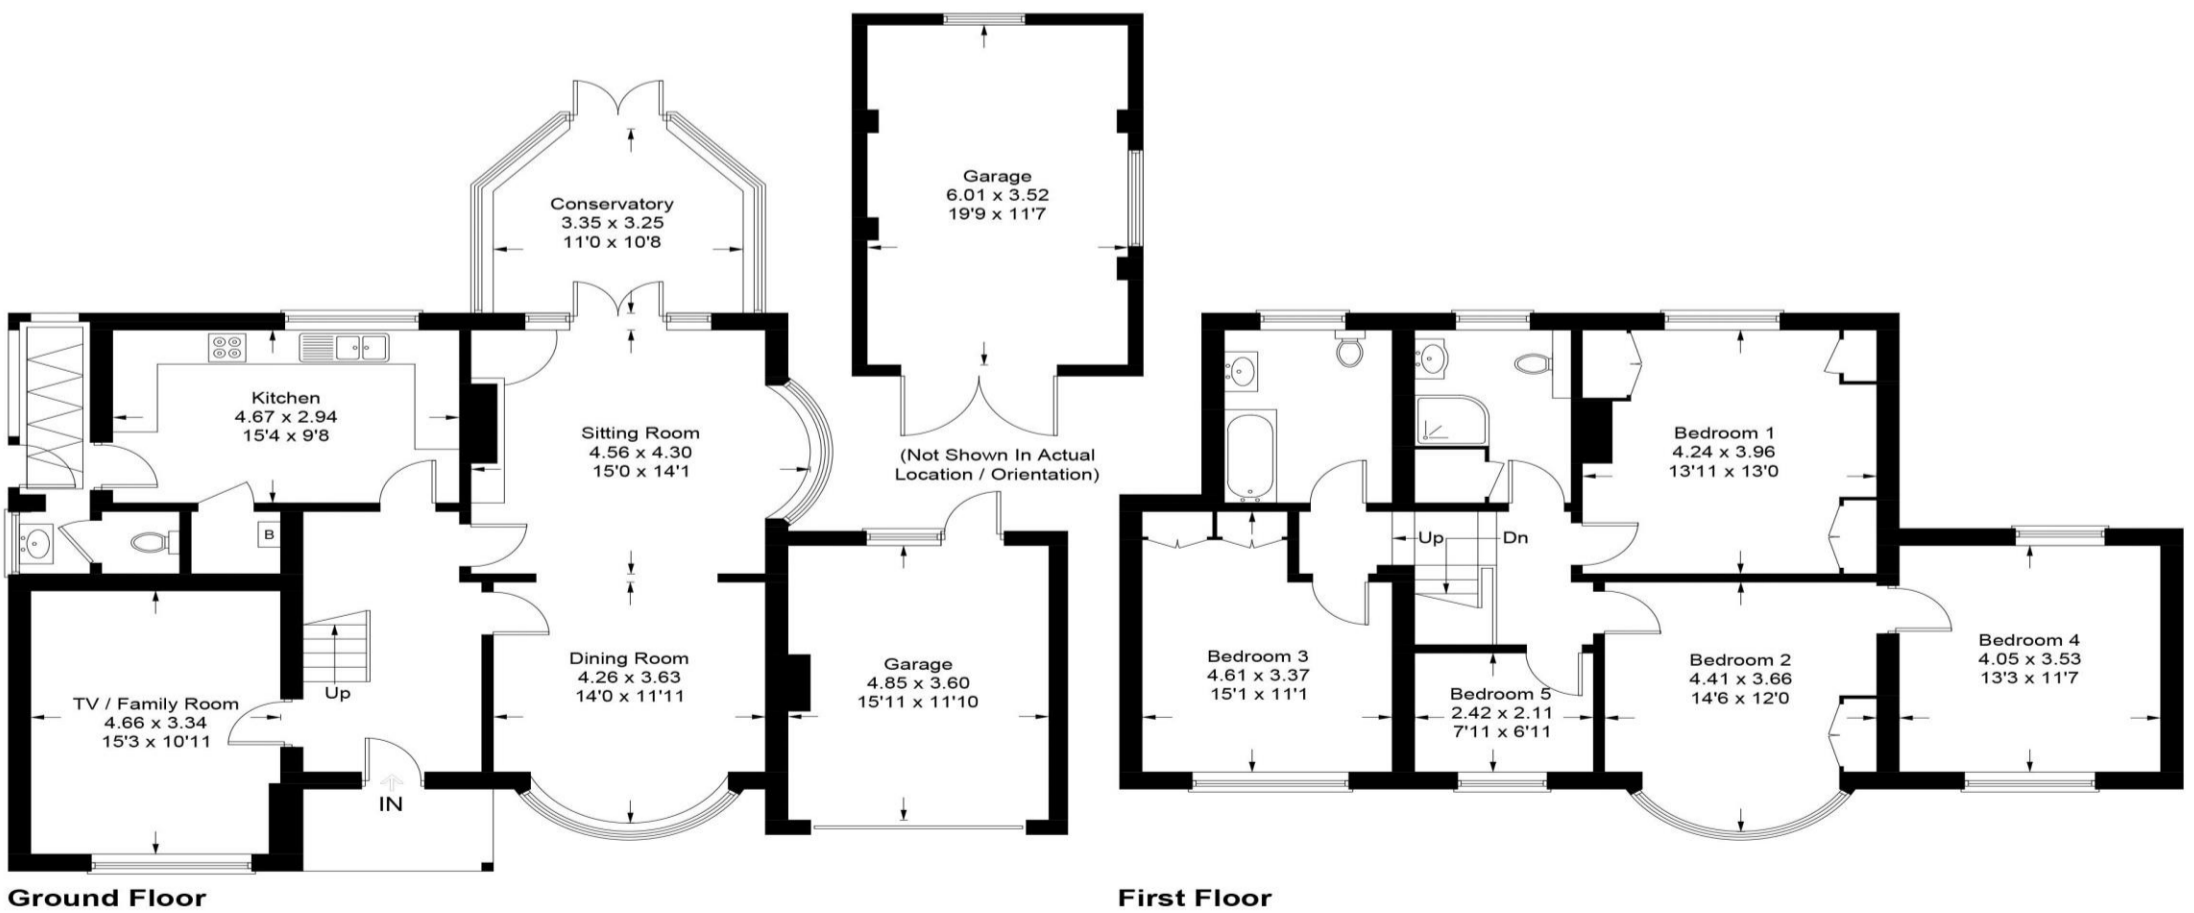 Garage
6.01 x 3.52
19'9 x 11'7
(Not Shown In Actual
Location / Orientation)
Conservatory
3.35 x 3.25
11'0 x 10'8
Kitchen
4.67 x 2.94
15'4 x 9'8
Sitting Room
4.56 x 4.30
15'0 x 14'1
B
Up
TV / Family Room
4.66 x 3.34
15'3 x 10'11
Dining Room
4.26 x 3.63
14'0 x 11'11
Garage
4.85 x 3.60
15'11 x 11'10
IN
Ground Floor
Bedroom 1
4.24 x 3.96
13'11 x 13'0
Up
Dn
Bedroom 3
4.61 x 3.37
15'1 x 11'1
Bedroom 5
2.42 x 2.11
7'11 x 6'11
Bedroom 2
4.41 x 3.66
14'6 x 12'0
Bedroom 4
4.05 x 3.53
13'3 x 11'7
First Floor